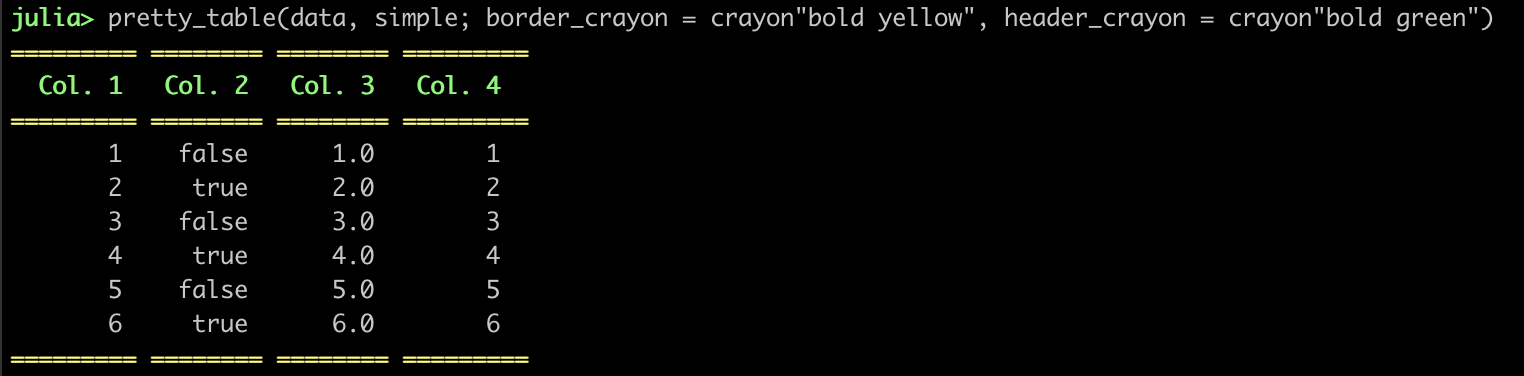 julia> pretty_table(data, simple; border_crayon = crayon"bold yellow", header_crayon = crayon"bold green")
========= ======== ======== =========
  Col. 1   Col. 2   Col. 3   Col. 4
========= ======== ======== =========
       1    false      1.0       1
       2     true      2.0       2
       3    false      3.0       3
       4     true      4.0       4
       5    false      5.0       5
       6     true      6.0       6
========= ======== ======== =========